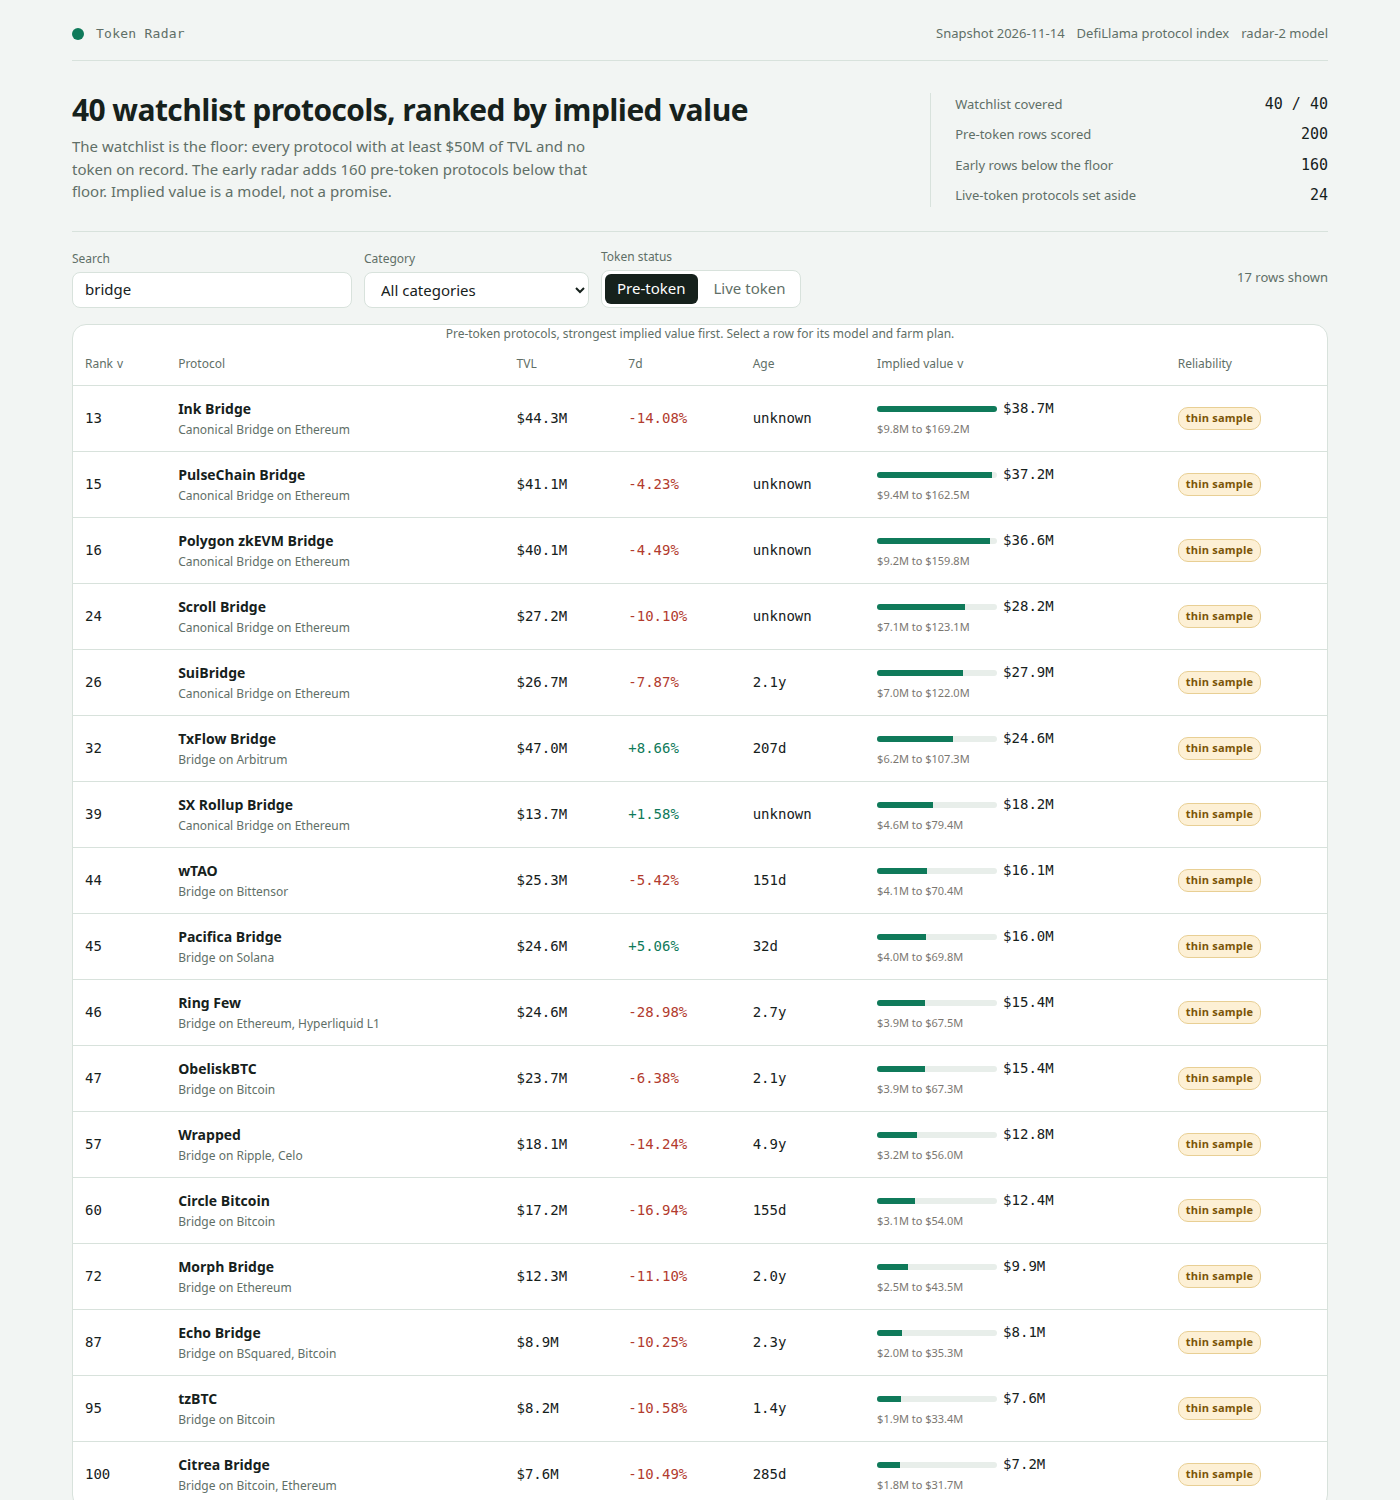 Token Radar
Snapshot 2026-11-14 DefiLlama protocol index radar-2 model
40 watchlist protocols, ranked by implied value
The watchlist is the floor: every protocol with at least $50M of TVL and no
token on record. The early radar adds 160 pre-token protocols below that
floor. Implied value is a model, not a promise.
Watchlist covered 40 / 40
Pre-token rows scored 200
Early rows below the floor 160
Live-token protocols set aside 24
Search Category Token status
bridge All categories Pre-token Live token 17 rows shown
Pre-token protocols, strongest implied value first. Select a row for its model and farm plan.
Rank v Protocol TVL 7d Age Implied value v Reliability
13 Ink Bridge $44.3M -14.08% unknown $38.7M thin sample
Canonical Bridge on Ethereum $9.8M to $169.2M
15 PulseChain Bridge $41.1M -4.23% unknown $37.2M thin sample
Canonical Bridge on Ethereum $9.4M to $162.5M
16 Polygon zkEVM Bridge $40.1M -4.49% unknown $36.6M thin sample
Canonical Bridge on Ethereum $9.2M to $159.8M
24 Scroll Bridge $27.2M -10.10% unknown $28.2M thin sample
Canonical Bridge on Ethereum $7.1M to $123.1M
26 SuiBridge $26.7M -7.87% 2.1y $27.9M thin sample
Canonical Bridge on Ethereum $7.0M to $122.0M
32 TxFlow Bridge $47.0M +8.66% 207d $24.6M thin sample
Bridge on Arbitrum $6.2M to $107.3M
39 SX Rollup Bridge $13.7M +1.58% unknown $18.2M thin sample
Canonical Bridge on Ethereum $4.6M to $79.4M
44 wTAO $25.3M -5.42% 151d $16.1M thin sample
Bridge on Bittensor $4.1M to $70.4M
45 Pacifica Bridge $24.6M +5.06% 32d $16.0M thin sample
Bridge on Solana $4.0M to $69.8M
46 Ring Few $24.6M -28.98% 2.7y $15.4M thin sample
Bridge on Ethereum, Hyperliquid L1 $3.9M to $67.5M
47 ObeliskBTC $23.7M -6.38% 2.1y $15.4M thin sample
Bridge on Bitcoin $3.9M to $67.3M
57 Wrapped $18.1M -14.24% 4.9y $12.8M thin sample
Bridge on Ripple, Celo $3.2M to $56.0M
60 Circle Bitcoin $17.2M -16.94% 155d $12.4M thin sample
Bridge on Bitcoin $3.1M to $54.0M
72 Morph Bridge $12.3M -11.10% 2.0y $9.9M thin sample
Bridge on Ethereum $2.5M to $43.5M
87 Echo Bridge $8.9M -10.25% 2.3y $8.1M thin sample
Bridge on BSquared, Bitcoin $2.0M to $35.3M
95 tzBTC $8.2M -10.58% 1.4y $7.6M thin sample
Bridge on Bitcoin $1.9M to $33.4M
100 Citrea Bridge $7.6M -10.49% 285d $7.2M thin sample
Bridge on Bitcoin, Ethereum $1.8M to $31.7M